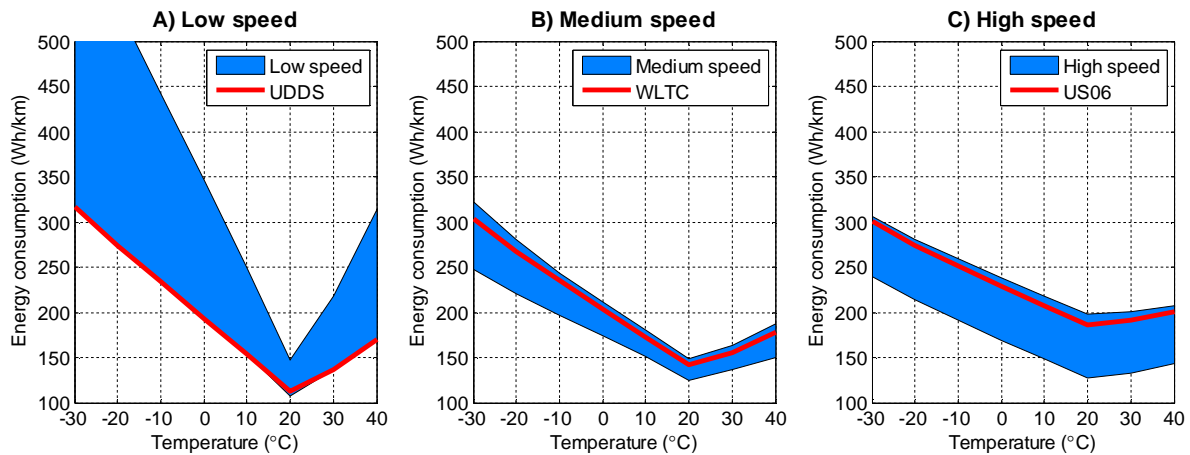 A) Low speed
500
450
400
350
300
250
200
150
100
Energy consumption (Wh/km)
Low speed
UDDS
-30 -20 -10 0 10 20 30 40
Temperature (°C)
B) Medium speed
500
450
400
350
300
250
200
150
100
Energy consumption (Wh/km)
Medium speed
WLTC
-30 -20 -10 0 10 20 30 40
Temperature (°C)
C) High speed
500
450
400
350
300
250
200
150
100
Energy consumption (Wh/km)
High speed
US06
-30 -20 -10 0 10 20 30 40
Temperature (°C)